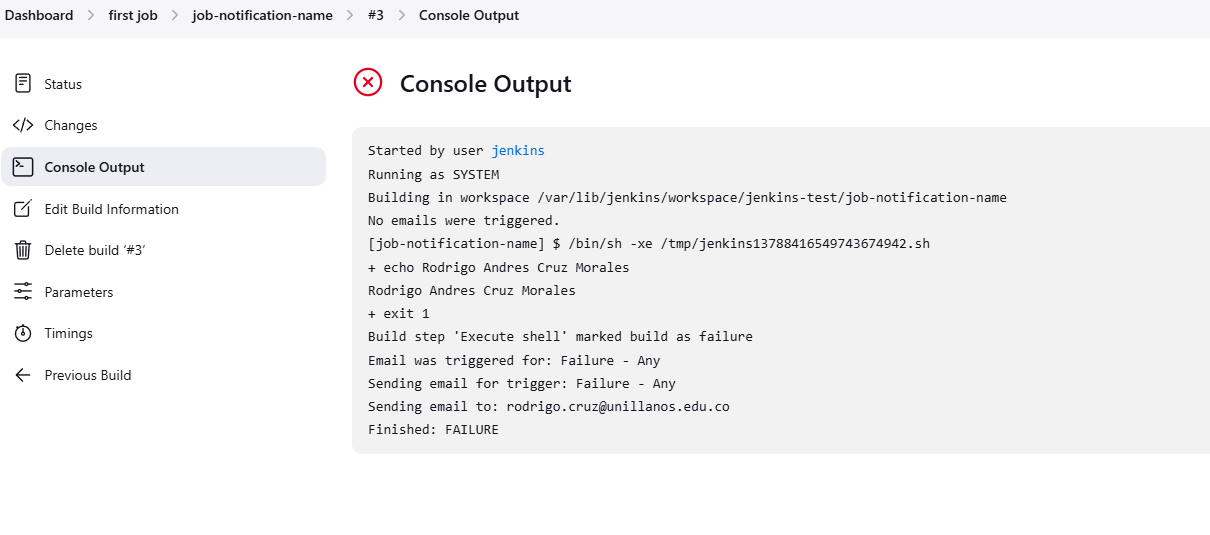 Dashboard > first job > job-notification-name > #3 > Console Output
Status
Changes
Console Output
Edit Build Information
Delete build ‘#3’
Parameters
Timings
Previous Build
Console Output
Started by user jenkins
Running as SYSTEM
Building in workspace /var/lib/jenkins/workspace/jenkins-test/job-notification-name
No emails were triggered.
[job-notification-name] $ /bin/sh -xe /tmp/jenkins13788416549743674942.sh
+ echo Rodrigo Andres Cruz Morales
Rodrigo Andres Cruz Morales
+ exit 1
Build step 'Execute shell' marked build as failure
Email was triggered for: Failure - Any
Sending email for trigger: Failure - Any
Sending email to: rodrigo.cruz@unillanos.edu.co
Finished: FAILURE